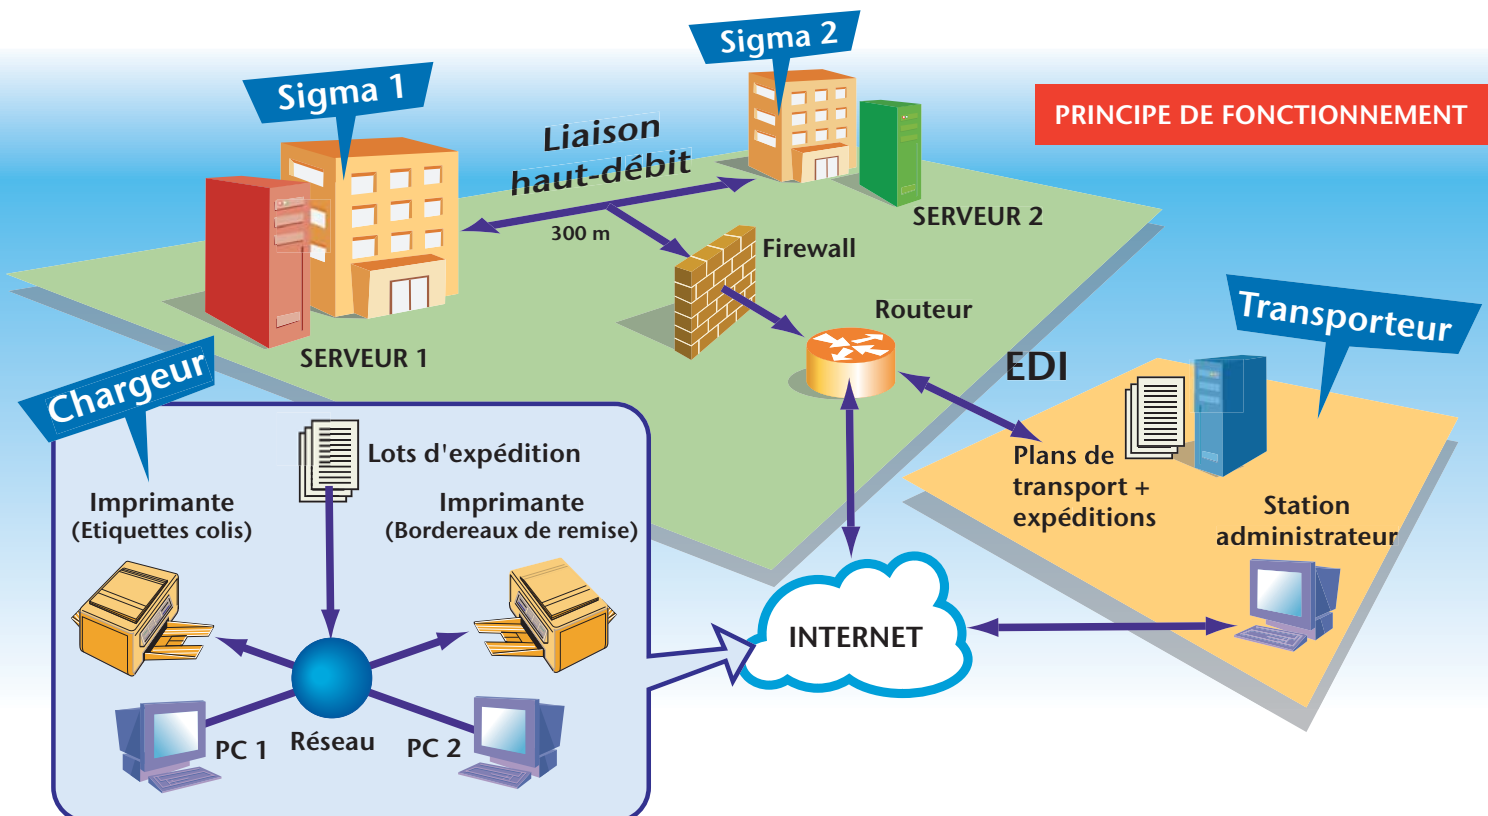 Sigma 1
Sigma 2
PRINCIPE DE FONCTIONNEMENT
Liaison
haut-débit
300 m
SERVEUR 2
Firewall
Routeur
SERVEUR 1
Transporteur
EDI
Chargeur
Lots d'expédition
Imprimante
(Etiquettes colis)
Imprimante
(Bordereaux de remise)
Plans de
transport +
expéditions
Station
administrateur
INTERNET
PC 1
Réseau
PC 2